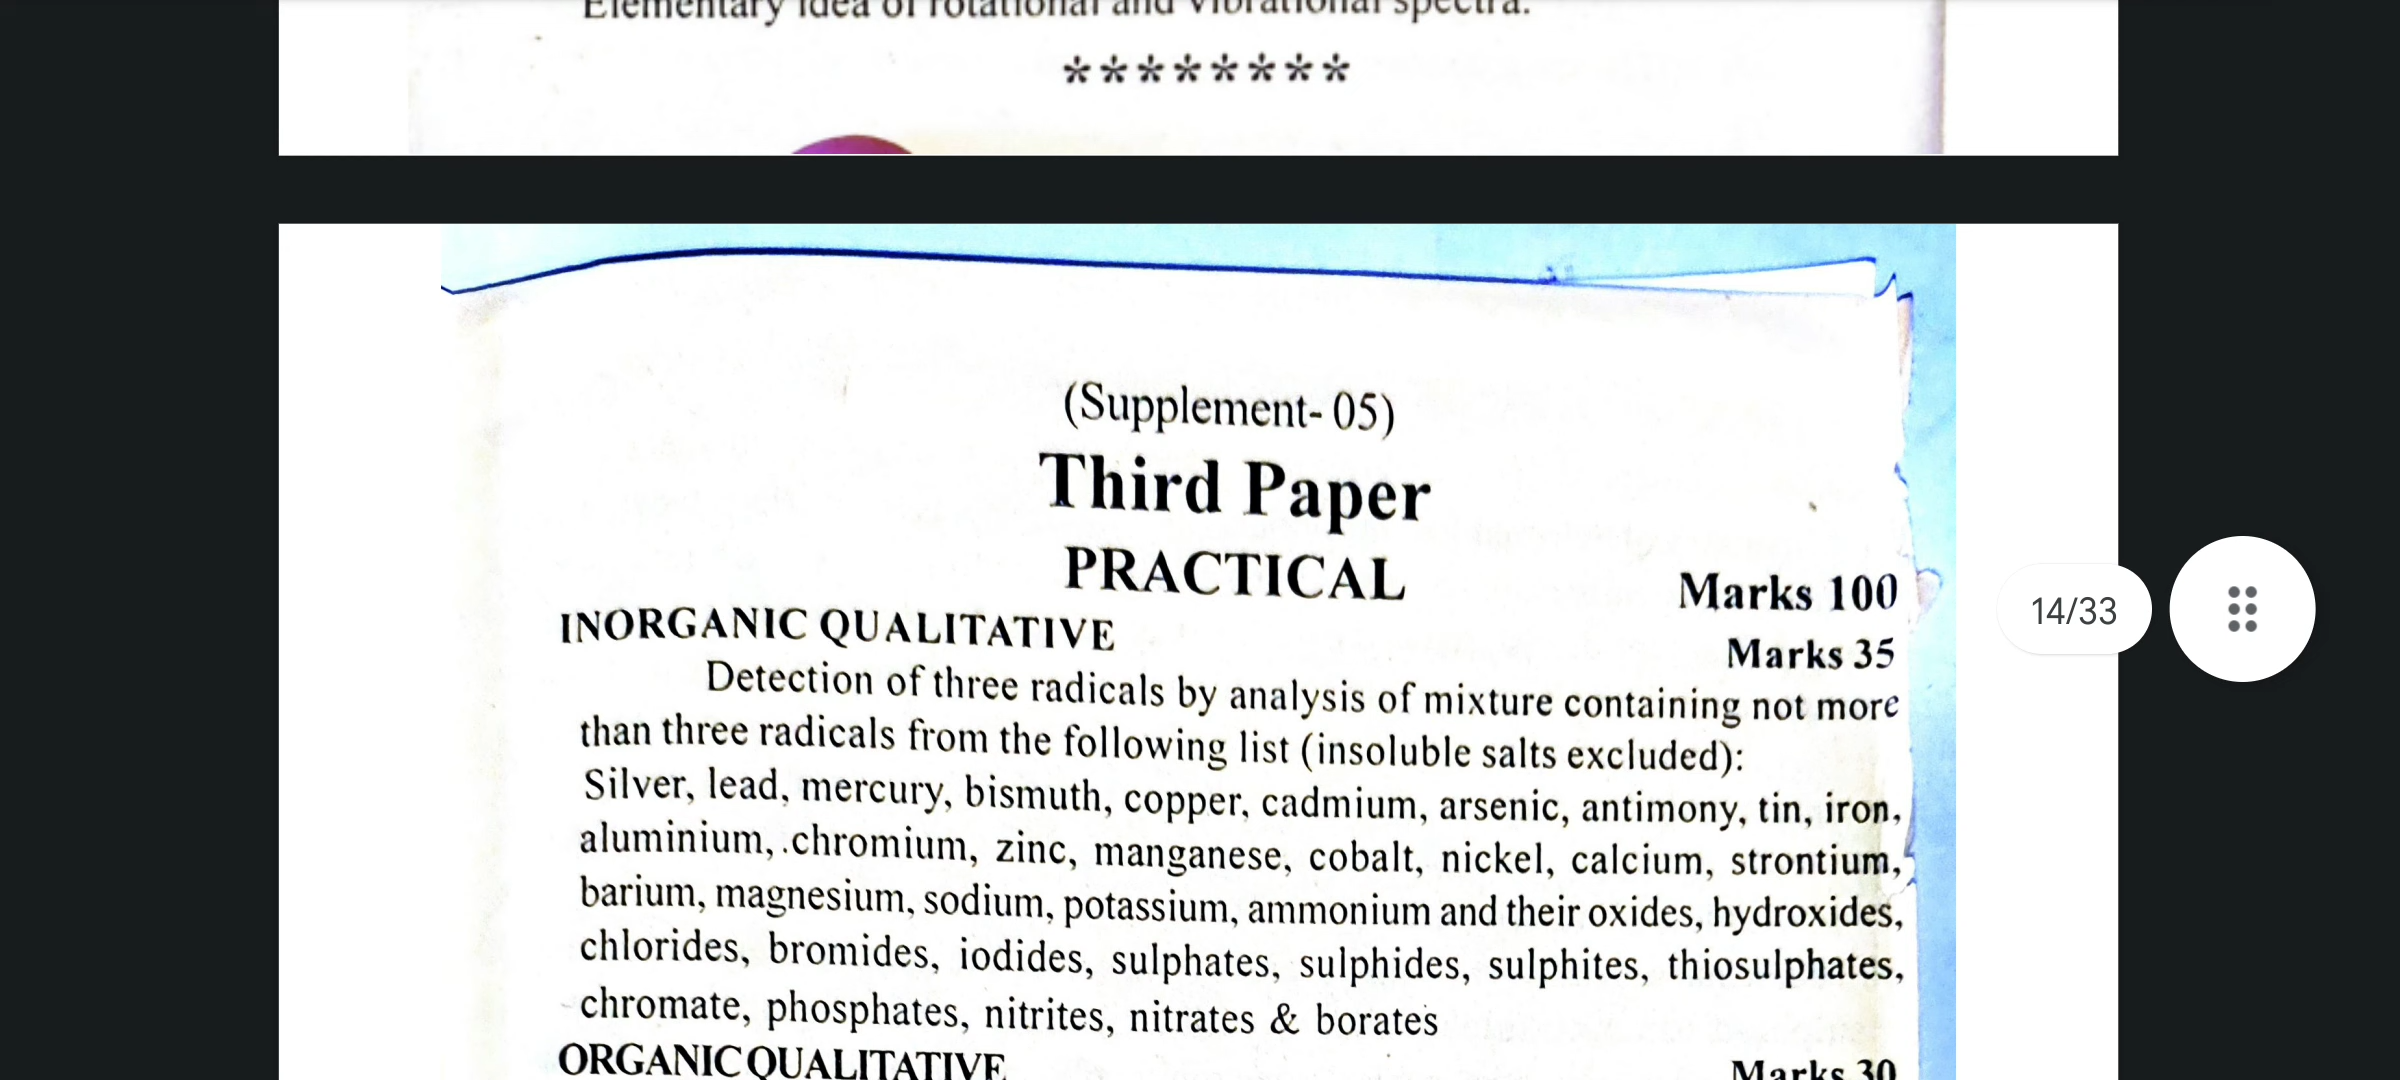 Elementary idea of rotational and vibrational spectra.
********
(Supplement- 05)
Third Paper
PRACTICAL
Marks 100
INORGANIC QUALITATIVE
Marks 35
Detection of three radicals by analysis of mixture containing not more
than three radicals from the following list (insoluble salts excluded):
Silver, lead, mercury, bismuth, copper, cadmium, arsenic, antimony, tin, iron,
aluminium, .chromium, zinc, manganese, cobalt, nickel, calcium, strontium,
barium, magnesium, sodium, potassium, ammonium and their oxides, hydroxides,
chlorides, bromides, iodides, sulphates, sulphides, sulphites, thiosulphates,
chromate, phosphates, nitrites, nitrates & borates
ORGANIC QUALITATIVE
Marks 30
14/33